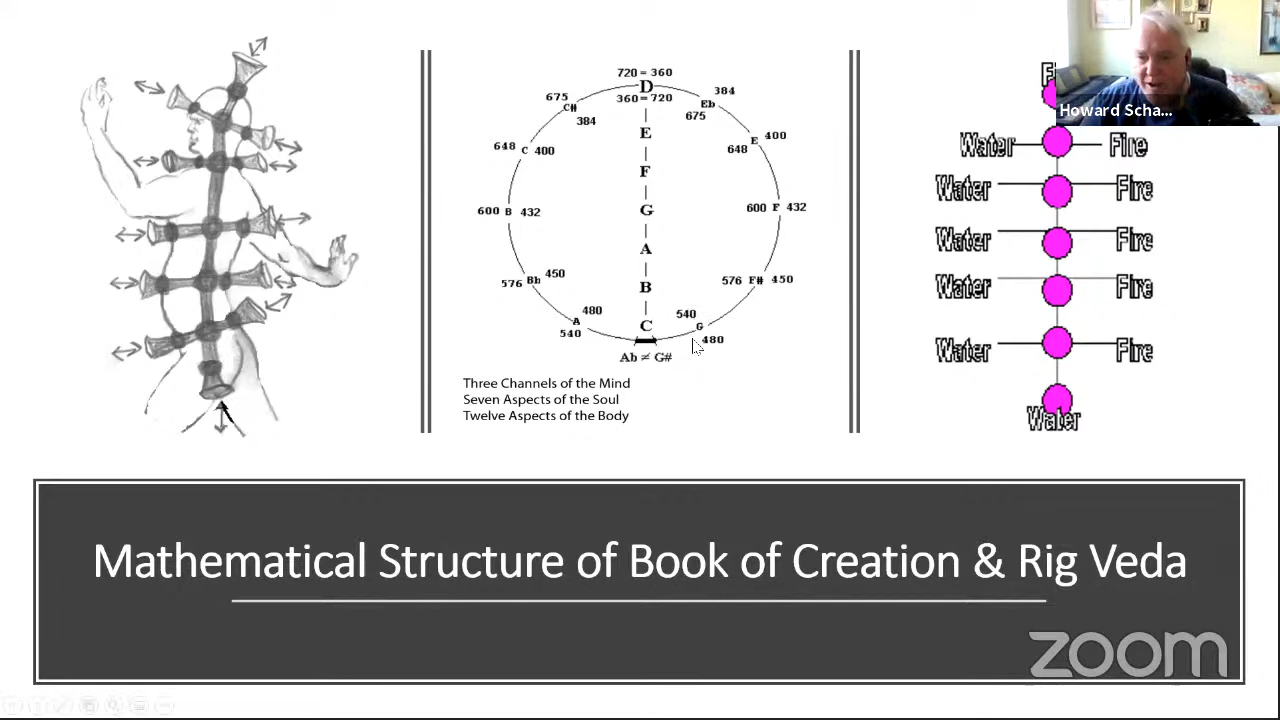 720 = 360
D
360 = 720
675
C#
384
384
Eb
675
648 C 400
E 400
648
600 B 432
600 F 432
576 Bb 450
576 F# 450
480
A
540
540
G
480
E
F
G
A
B
C
Ab ≠ G#
Three Channels of the Mind
Seven Aspects of the Soul
Twelve Aspects of the Body
Howard Scha...
Water Fire
Water Fire
Water Fire
Water Fire
Water Fire
Water
Mathematical Structure of Book of Creation & Rig Veda
zoom